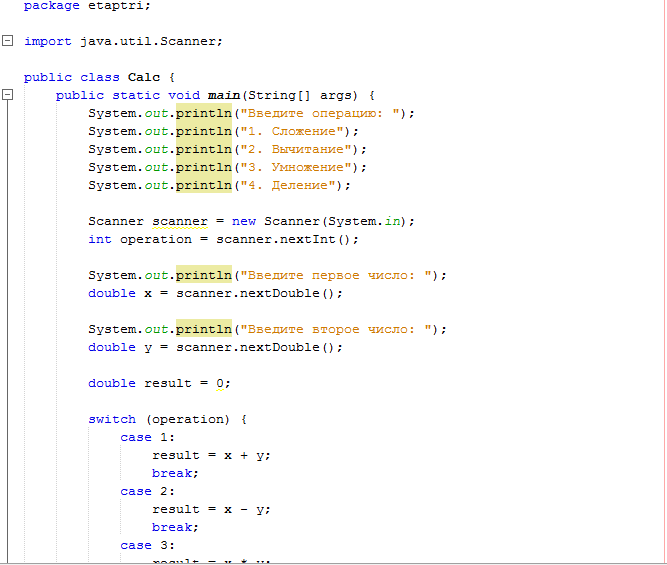 package etaptri;
import java.util.Scanner;
public class Calc {
public static void main(String[] args) {
System.out.println("Введите операцию: ");
System.out.println("1. Сложение");
System.out.println("2. Вычитание");
System.out.println("3. Умножение");
System.out.println("4. Деление");
Scanner scanner = new Scanner(System.in);
int operation = scanner.nextInt();
System.out.println("Введите первое число: ");
double x = scanner.nextDouble();
System.out.println("Введите второе число: ");
double y = scanner.nextDouble();
double result = 0;
switch (operation) {
case 1:
result = x + y;
break;
case 2:
result = x - y;
break;
case 3:
result = x * y;